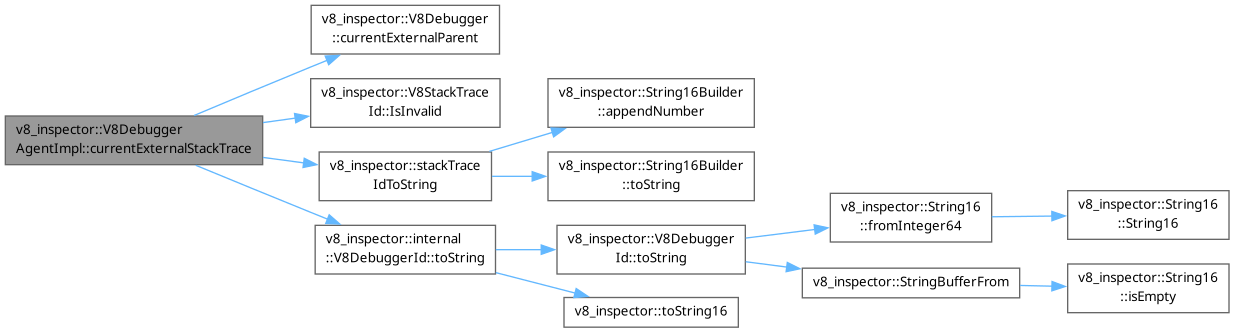 v8_inspector::V8Debugger
AgentImpl::currentExternalStackTrace
v8_inspector::V8Debugger
::currentExternalParent
v8_inspector::V8StackTrace
Id::IsInvalid
v8_inspector::stackTrace
IdToString
v8_inspector::internal
::V8DebuggerId::toString
v8_inspector::String16Builder
::appendNumber
v8_inspector::String16Builder
::toString
v8_inspector::V8Debugger
Id::toString
v8_inspector::toString16
v8_inspector::String16
::fromInteger64
v8_inspector::StringBufferFrom
v8_inspector::String16
::String16
v8_inspector::String16
::isEmpty